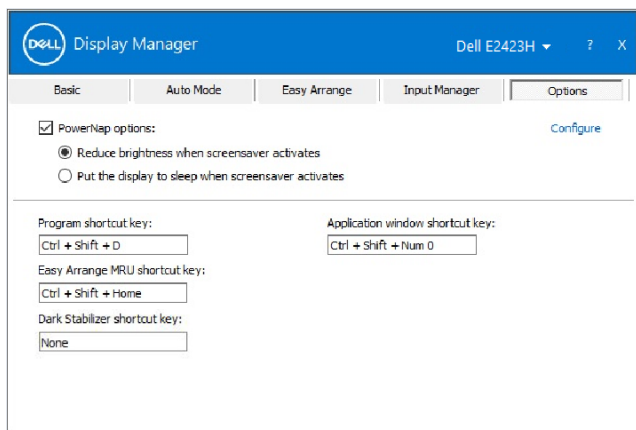 DELL Display Manager Dell E2423H ? X
Basic Auto Mode Easy Arrange Input Manager Options
PowerNap options: Configure
Reduce brightness when screensaver activates
Put the display to sleep when screensaver activates
Program shortcut key: Application window shortcut key:
Ctrl + Shift + D Ctrl + Shift + Num 0
Easy Arrange MRU shortcut key:
Ctrl + Shift + Home
Dark Stabilizer shortcut key:
None